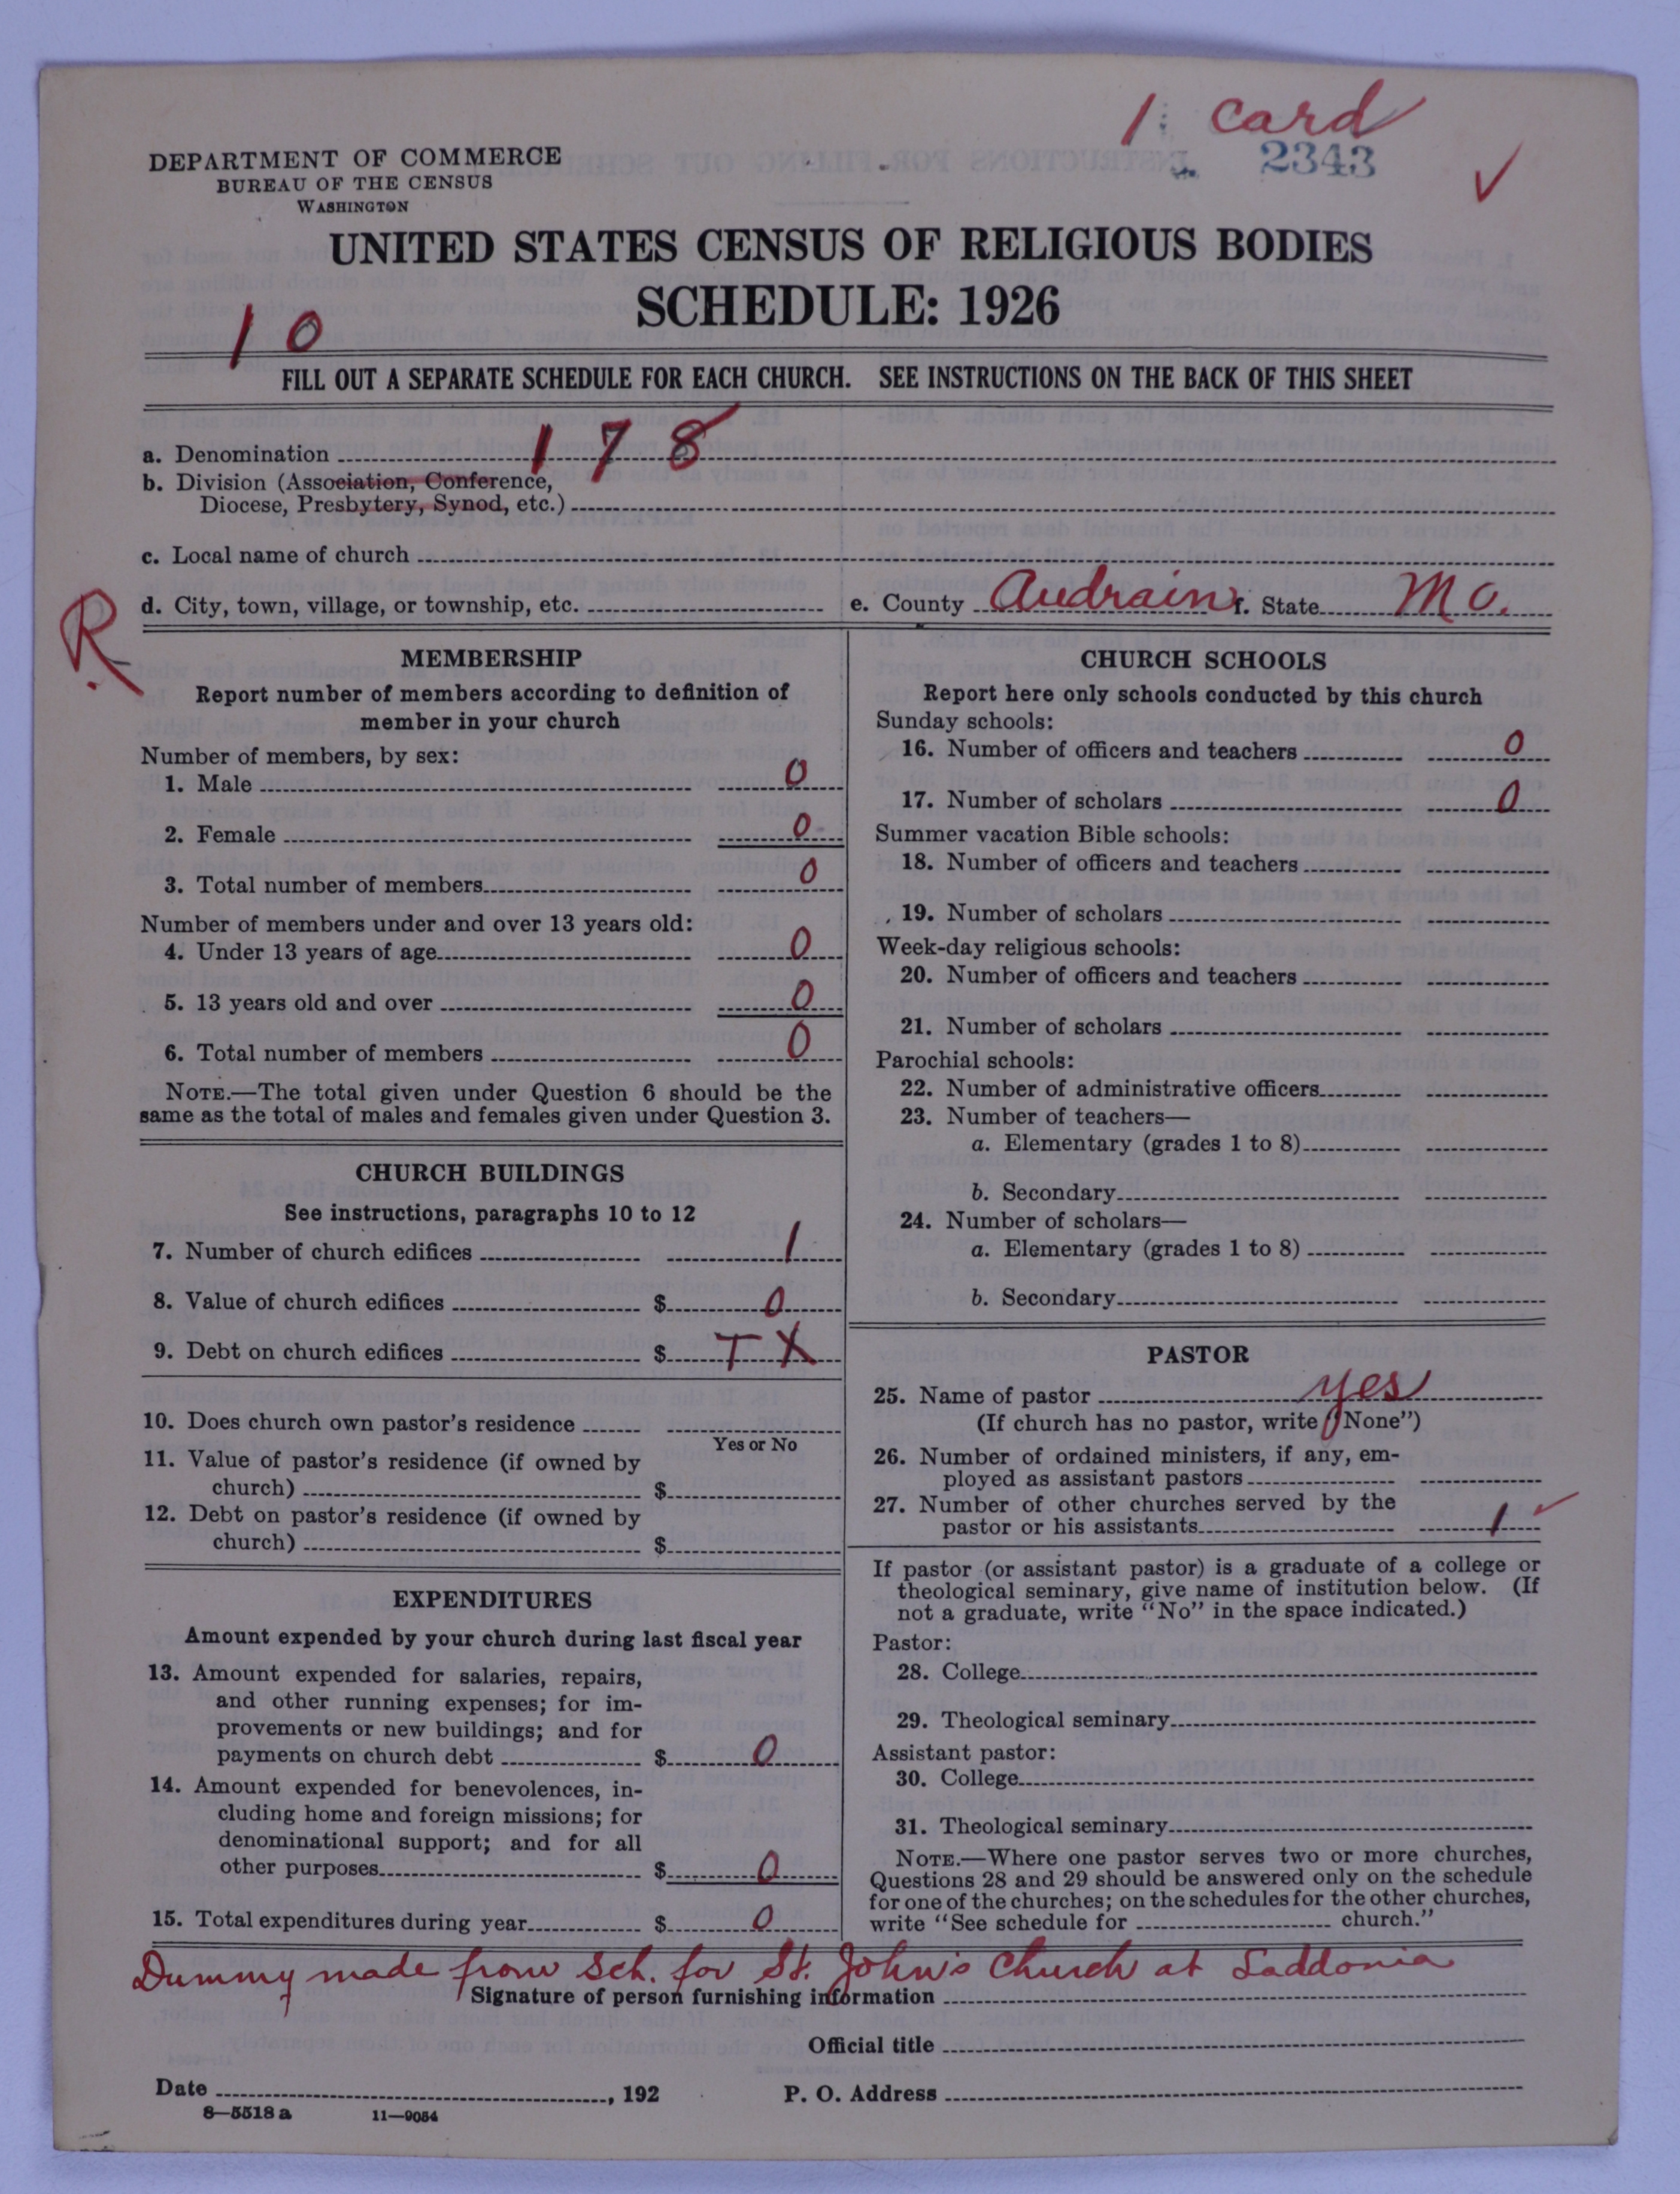 1 card
2343
DEPARTMENT OF COMMERCE
BUREAU OF THE CENSUS
WASHINGTON
UNITED STATES CENSUS OF RELIGIOUS BODIES
SCHEDULE: 1926
10
FILL OUT A SEPARATE SCHEDULE FOR EACH CHURCH. SEE INSTRUCTIONS ON THE BACK OF THIS SHEET
a. Denomination 178
b. Division (Association, Conference,
Diocese, Presbytery, Synod, etc.)
c. Local name of church
R
d. City, town, village, or township, etc. e. County Audrain f. State Mo.
MEMBERSHIP
Report number of members according to definition of
member in your church
Number of members, by sex:
1. Male 0
2. Female 0
3. Total number of members 0
Number of members under and over 13 years old:
4. Under 13 years of age 0
5. 13 years old and over 0
6. Total number of members 0
NOTE.—The total given under Question 6 should be the
same as the total of males and females given under Question 3.
CHURCH BUILDINGS
See instructions, paragraphs 10 to 12
7. Number of church edifices 1
8. Value of church edifices $ 0
9. Debt on church edifices $ T X
10. Does church own pastor's residence
Yes or No
11. Value of pastor's residence (if owned by
church) $
12. Debt on pastor's residence (if owned by
church) $
EXPENDITURES
Amount expended by your church during last fiscal year
13. Amount expended for salaries, repairs,
and other running expenses; for im-
provements or new buildings; and for
payments on church debt $ 0
14. Amount expended for benevolences, in-
cluding home and foreign missions; for
denominational support; and for all
other purposes $ 0
15. Total expenditures during year $ 0
CHURCH SCHOOLS
Report here only schools conducted by this church
Sunday schools:
16. Number of officers and teachers 0
17. Number of scholars 0
Summer vacation Bible schools:
18. Number of officers and teachers
19. Number of scholars
Week-day religious schools:
20. Number of officers and teachers
21. Number of scholars
Parochial schools:
22. Number of administrative officers
23. Number of teachers—
a. Elementary (grades 1 to 8)
b. Secondary
24. Number of scholars—
a. Elementary (grades 1 to 8)
b. Secondary
PASTOR
25. Name of pastor yes
(If church has no pastor, write "None")
26. Number of ordained ministers, if any, em-
ployed as assistant pastors
27. Number of other churches served by the
pastor or his assistants 1
If pastor (or assistant pastor) is a graduate of a college or
theological seminary, give name of institution below. (If
not a graduate, write "No" in the space indicated.)
Pastor:
28. College
29. Theological seminary
Assistant pastor:
30. College
31. Theological seminary
NOTE.—Where one pastor serves two or more churches,
Questions 28 and 29 should be answered only on the schedule
for one of the churches; on the schedules for the other churches,
write "See schedule for church."
Dummy made from sch. for St. John's Church at Laddonia
Signature of person furnishing information
Official title
Date , 192 P. O. Address
8—5518 a 11—9054